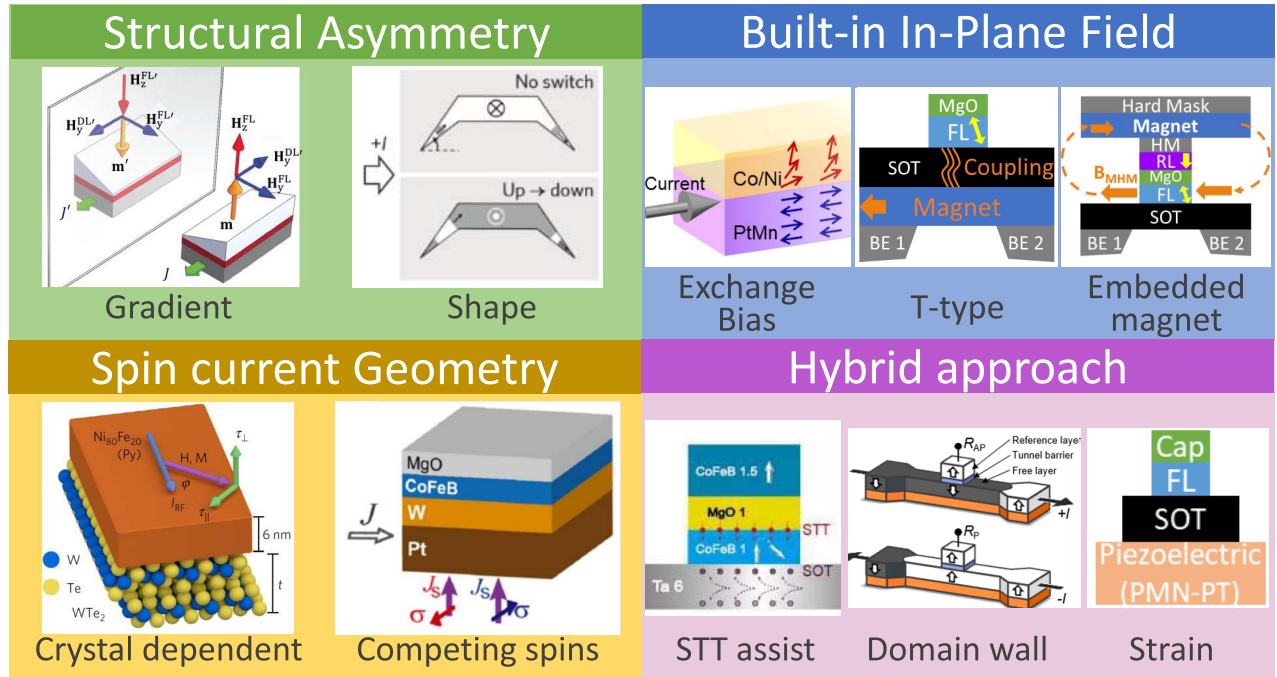 Structural Asymmetry
H_z^FL′
H_y^DL′
H_y^FL′
m′
J′
H_z^FL
H_y^DL′
H_y^FL
m
J
Gradient
+I
No switch
Up → down
Shape
Built-in In-Plane Field
Current
Co/Ni
PtMn
Exchange
Bias
MgO
FL
SOT
Coupling
Magnet
BE 1
BE 2
T-type
Hard Mask
Magnet
HM
RL
B_MHM
MgO
FL
SOT
BE 1
BE 2
Embedded
magnet
Spin current Geometry
Ni80Fe20
(Py)
H, M
φ
I_RF
τ⊥
τ||
6 nm
t
W
Te
WTe2
Crystal dependent
J
MgO
CoFeB
W
Pt
J_S
J_S
σ
σ
Competing spins
Hybrid approach
CoFeB 1.5
MgO 1
STT
CoFeB 1
SOT
Ta 6
STT assist
R_AP
Reference layer
Tunnel barrier
Free layer
+I
R_P
-I
Domain wall
Cap
FL
SOT
Piezoelectric
(PMN-PT)
Strain